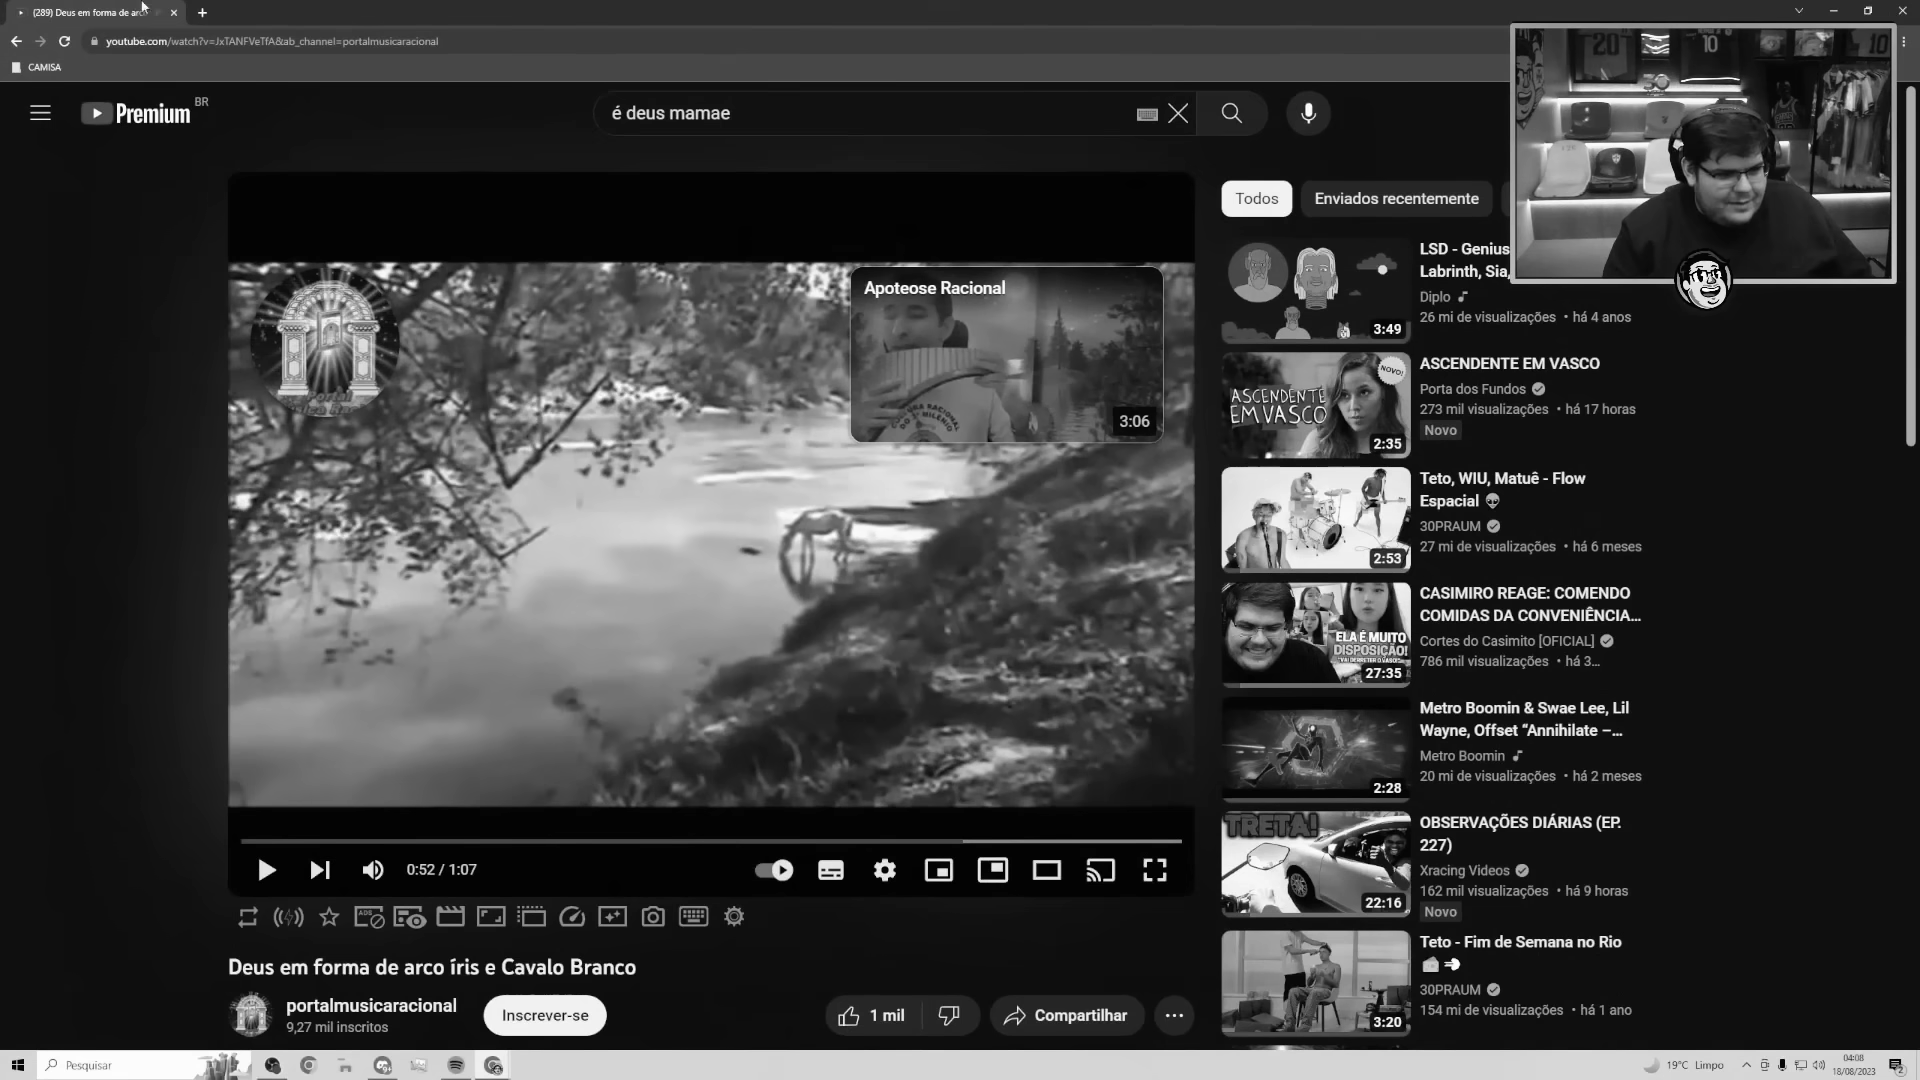 (289) Deus em forma de arc
youtube.com/watch?v=JxTANFVeTfA&ab_channel=portalmusicaracional
CAMISA
Premium BR
é deus mamae
20
10
10
Todos
Enviados recentemente
Apoteose Racional
3:06
LSD - Genius
Labrinth, Sia,
Diplo
26 mi de visualizações • há 4 anos
3:49
ASCENDENTE EM VASCO
NOVO!
ASCENDENTE EM VASCO
Porta dos Fundos
273 mil visualizações • há 17 horas
Novo
2:35
Teto, WIU, Matuê - Flow
Espacial
30PRAUM
27 mi de visualizações • há 6 meses
2:53
CASIMIRO REAGE: COMENDO
COMIDAS DA CONVENIÊNCIA...
ELA É MUITO
DISPOSIÇÃO!
Cortes do Casimito [OFICIAL]
786 mil visualizações • há 3...
27:35
Metro Boomin & Swae Lee, Lil
Wayne, Offset “Annihilate –...
Metro Boomin
20 mi de visualizações • há 2 meses
2:28
TRETA!
OBSERVAÇÕES DIÁRIAS (EP.
227)
Xracing Videos
162 mil visualizações • há 9 horas
Novo
22:16
Teto - Fim de Semana no Rio
30PRAUM
154 mi de visualizações • há 1 ano
3:20
0:52 / 1:07
ADS
Deus em forma de arco íris e Cavalo Branco
portalmusicaracional
9,27 mil inscritos
Inscrever-se
1 mil
Compartilhar
Pesquisar
19°C Limpo
04:08
18/08/2023